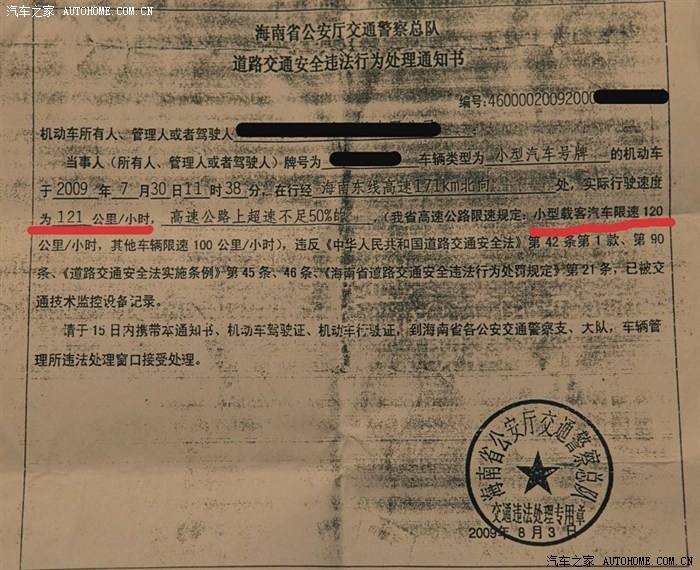 汽车之家 AUTOHOME.COM.CN
海南省公安厅交通警察总队
道路交通安全违法行为处理通知书
编号:46000020092000
机动车所有人、管理人或者驾驶人
当事人（所有人、管理人或者驾驶人）牌号为 车辆类型为 小型汽车号牌 的机动车
于 2009 年 7 月 30 日 11 时 38 分，在行经 海南东线高速171km北向 处，实际行驶速度
为 121 公里/小时，高速公路上超速不足50%的 ，（我省高速公路限速规定：小型载客汽车限速 120
公里/小时，其他车辆限速 100 公里/小时），违反《中华人民共和国道路交通安全法》第 42 条第 1 款、第 90
条、《道路交通安全法实施条例》第 45 条、46 条、《海南省道路交通安全违法行为处罚规定》第 21 条，已被交
通技术监控设备记录。
请于 15 日内携带本通知书、机动车驾驶证、机动车行驶证，到海南省各公安交通警察支、大队，车辆管
理所违法处理窗口接受处理。
海南省公安厅交通警察总队
交通违法处理专用章
2009年 8 月 3 日
汽车之家 AUTOHOME.COM.CN